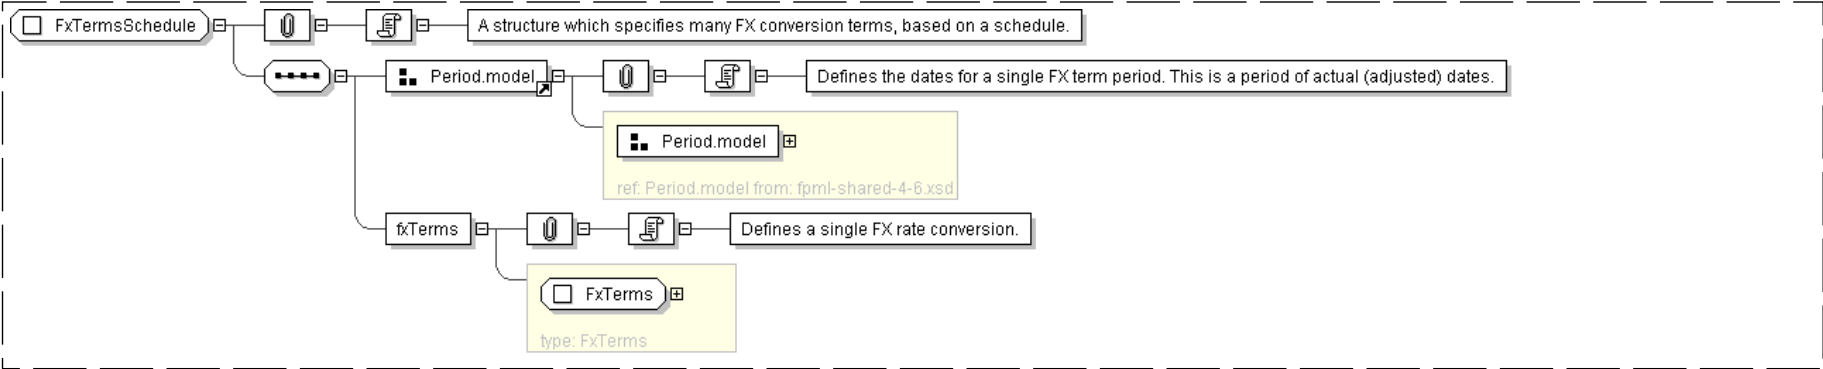 FxTermsSchedule
A structure which specifies many FX conversion terms, based on a schedule.
Period.model
Defines the dates for a single FX term period. This is a period of actual (adjusted) dates.
Period.model
ref: Period.model from: fpml-shared-4-6.xsd
fxTerms
Defines a single FX rate conversion.
FxTerms
type: FxTerms